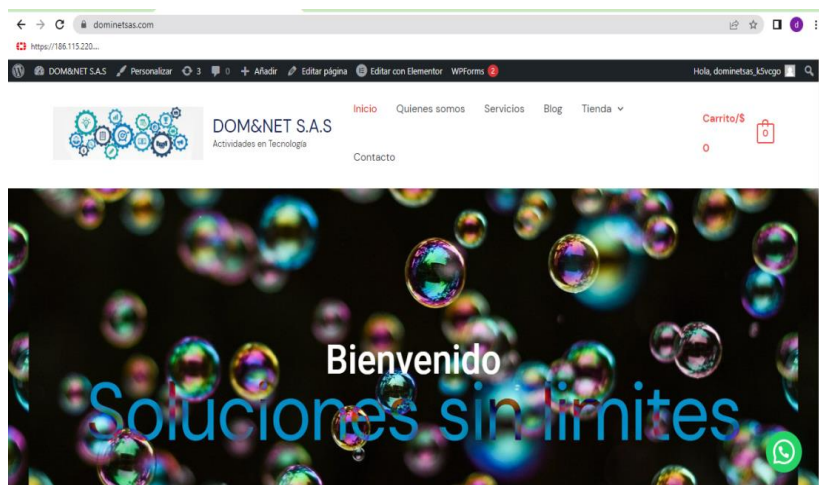 dominetsas.com
https://186.115.220....
DOM&NET S.A.S Personalizar 3 0 + Añadir Editar página Editar con Elementor WPForms 2 Hola, dominetsas_k5vcgo
DOM&NET S.A.S
Actividades en Tecnología
Inicio Quienes somos Servicios Blog Tienda
Contacto
Carrito/$
0
0
Bienvenido
Soluciones sin limites